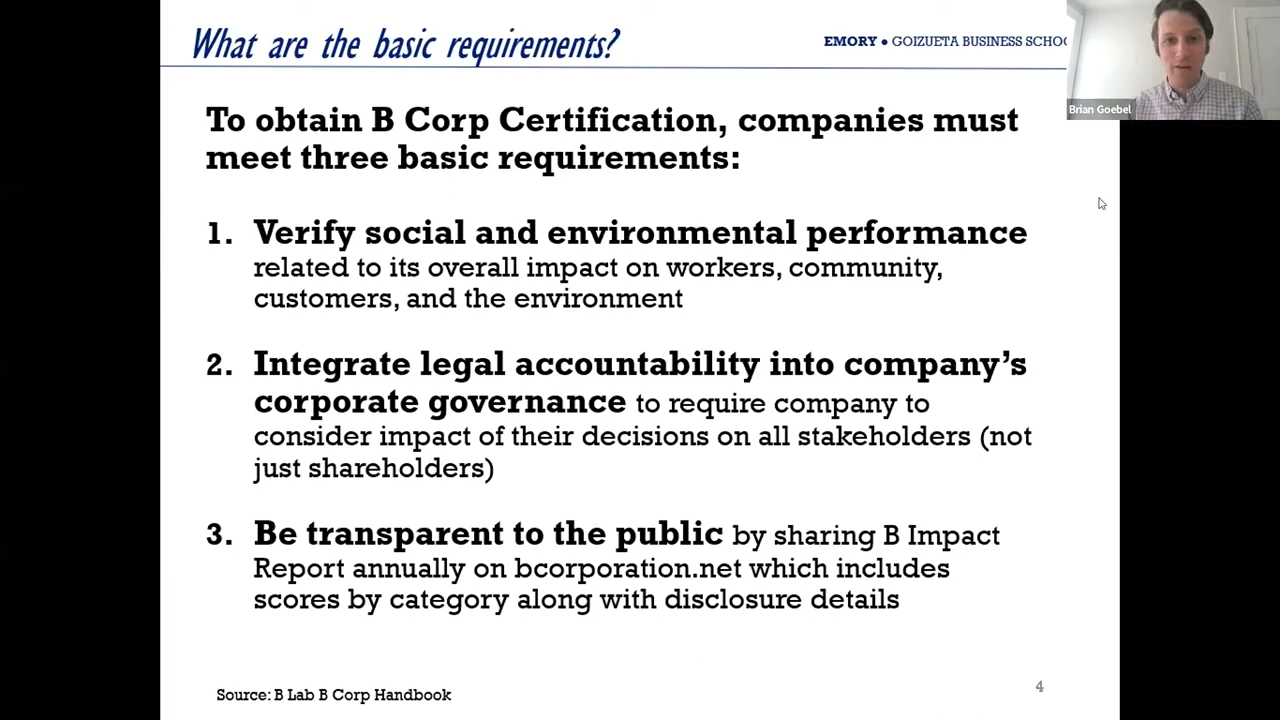 What are the basic requirements?
EMORY • GOIZUETA BUSINESS SCHOO
Brian Goebel
To obtain B Corp Certification, companies must
meet three basic requirements:
1. Verify social and environmental performance
related to its overall impact on workers, community,
customers, and the environment
2. Integrate legal accountability into company’s
corporate governance to require company to
consider impact of their decisions on all stakeholders (not
just shareholders)
3. Be transparent to the public by sharing B Impact
Report annually on bcorporation.net which includes
scores by category along with disclosure details
Source: B Lab B Corp Handbook
4